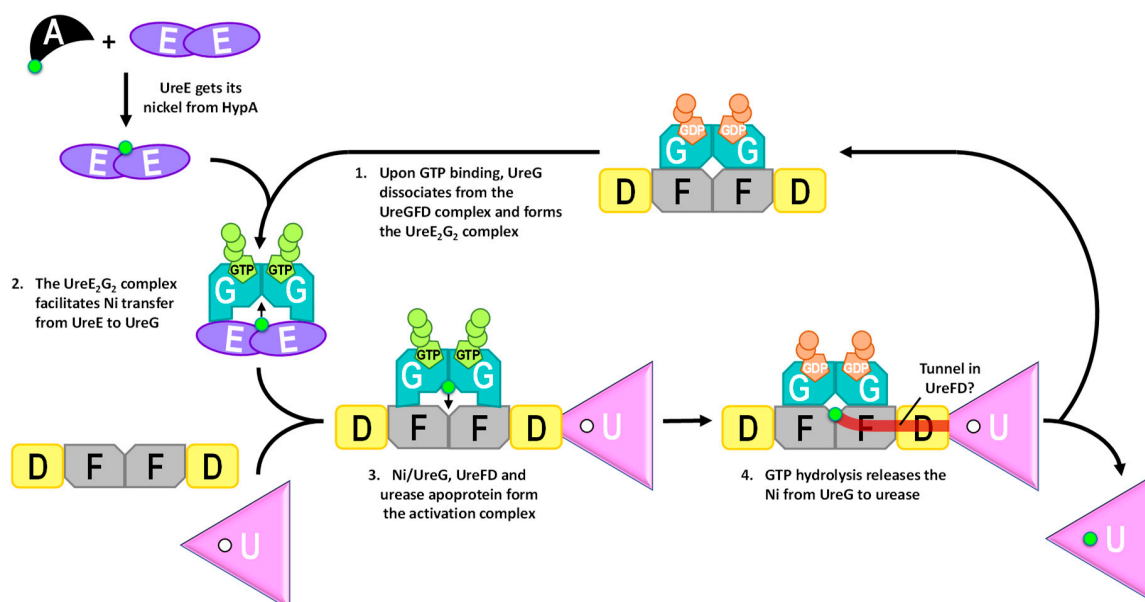 A + E E
UreE gets its
nickel from HypA
E E
1. Upon GTP binding, UreG
dissociates from the
UreGFD complex and forms
the UreE₂G₂ complex
GDP GDP
G G
D F F D
2. The UreE₂G₂ complex
facilitates Ni transfer
from UreE to UreG
GTP GTP
G G
E E
GTP GTP
G G
D F F D U
3. Ni/UreG, UreFD and
urease apoprotein form
the activation complex
GDP GDP
G G
Tunnel in
UreFD?
D F F D U
4. GTP hydrolysis releases the
Ni from UreG to urease
D F F D
U
U